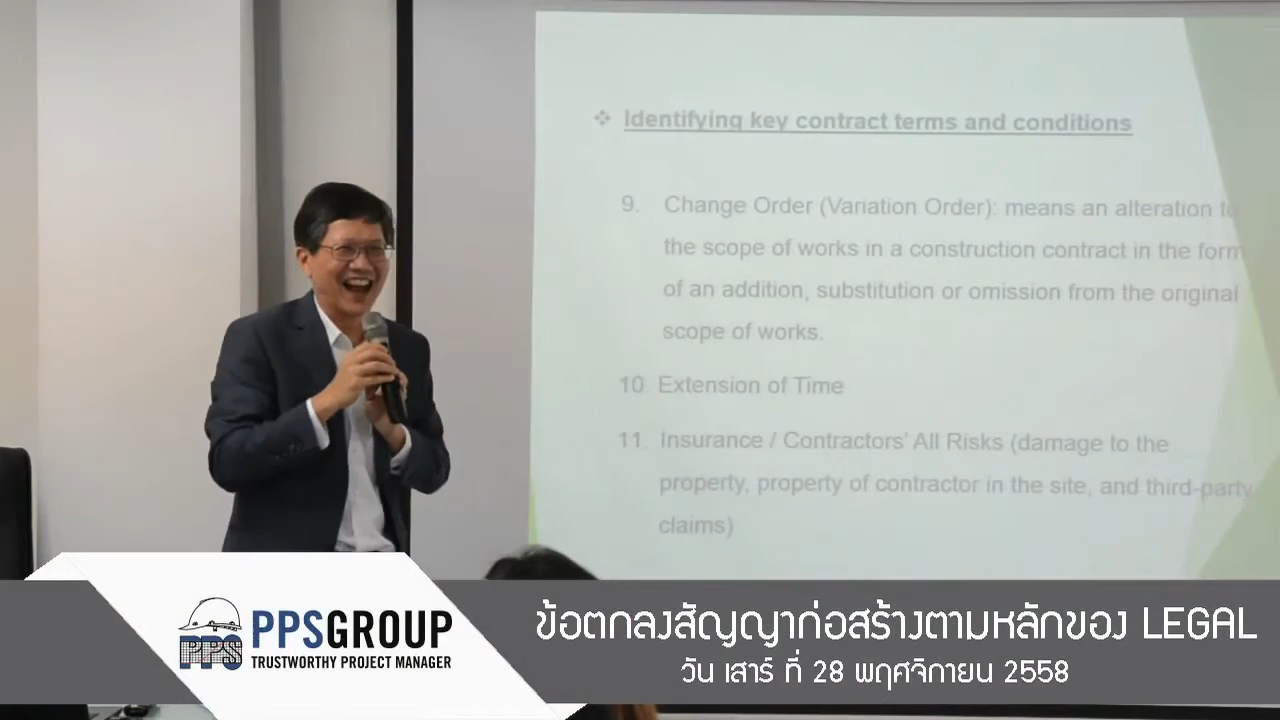 ❖ Identifying key contract terms and conditions
9. Change Order (Variation Order): means an alteration to
the scope of works in a construction contract in the form
of an addition, substitution or omission from the original
scope of works.
10. Extension of Time
11. Insurance / Contractors' All Risks (damage to the
property, property of contractor in the site, and third-party
claims)
PPS
PPSGROUP
TRUSTWORTHY PROJECT MANAGER
ข้อตกลงสัญญาก่อสร้างตามหลักของ LEGAL
วัน เสาร์ ที่ 28 พฤศจิกายน 2558